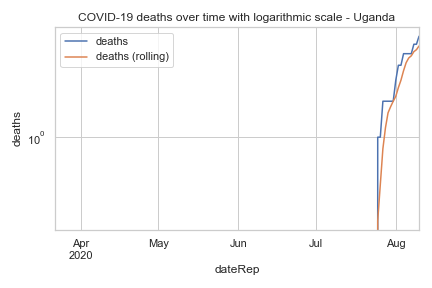 COVID-19 deaths over time with logarithmic scale - Uganda
deaths
deaths (rolling)
deaths
10⁰
Apr
2020
May
Jun
Jul
Aug
dateRep